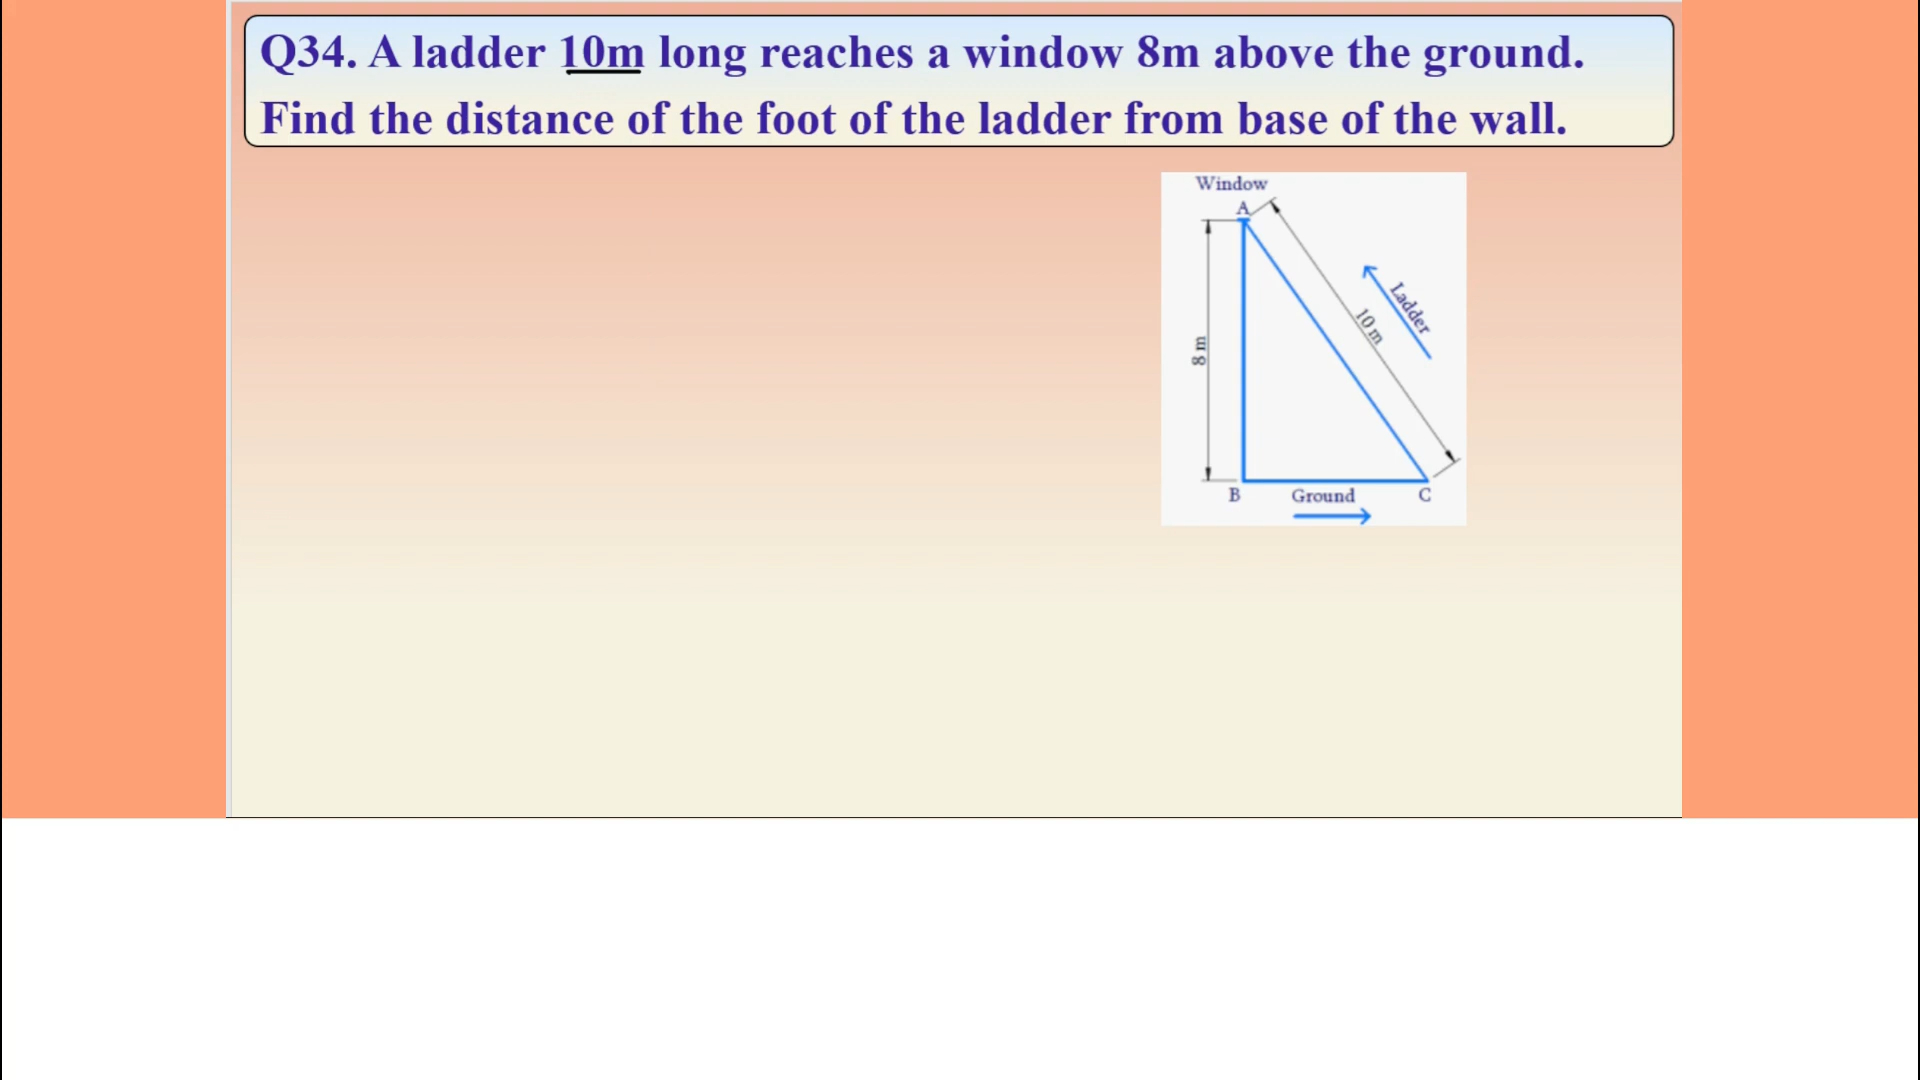 Q34. A ladder 10m long reaches a window 8m above the ground.
Find the distance of the foot of the ladder from base of the wall.
Window
A
Ladder
10 m
8 m
B
Ground
C